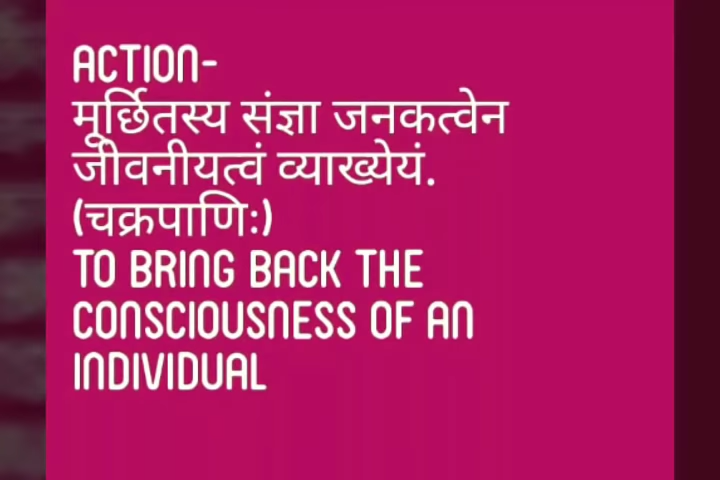 ACTION-
मूर्छितस्य संज्ञा जनकत्वेन
जीवनीयत्वं व्याख्येयं.
(चक्रपाणिः)
TO BRING BACK THE
CONSCIOUSNESS OF AN
INDIVIDUAL